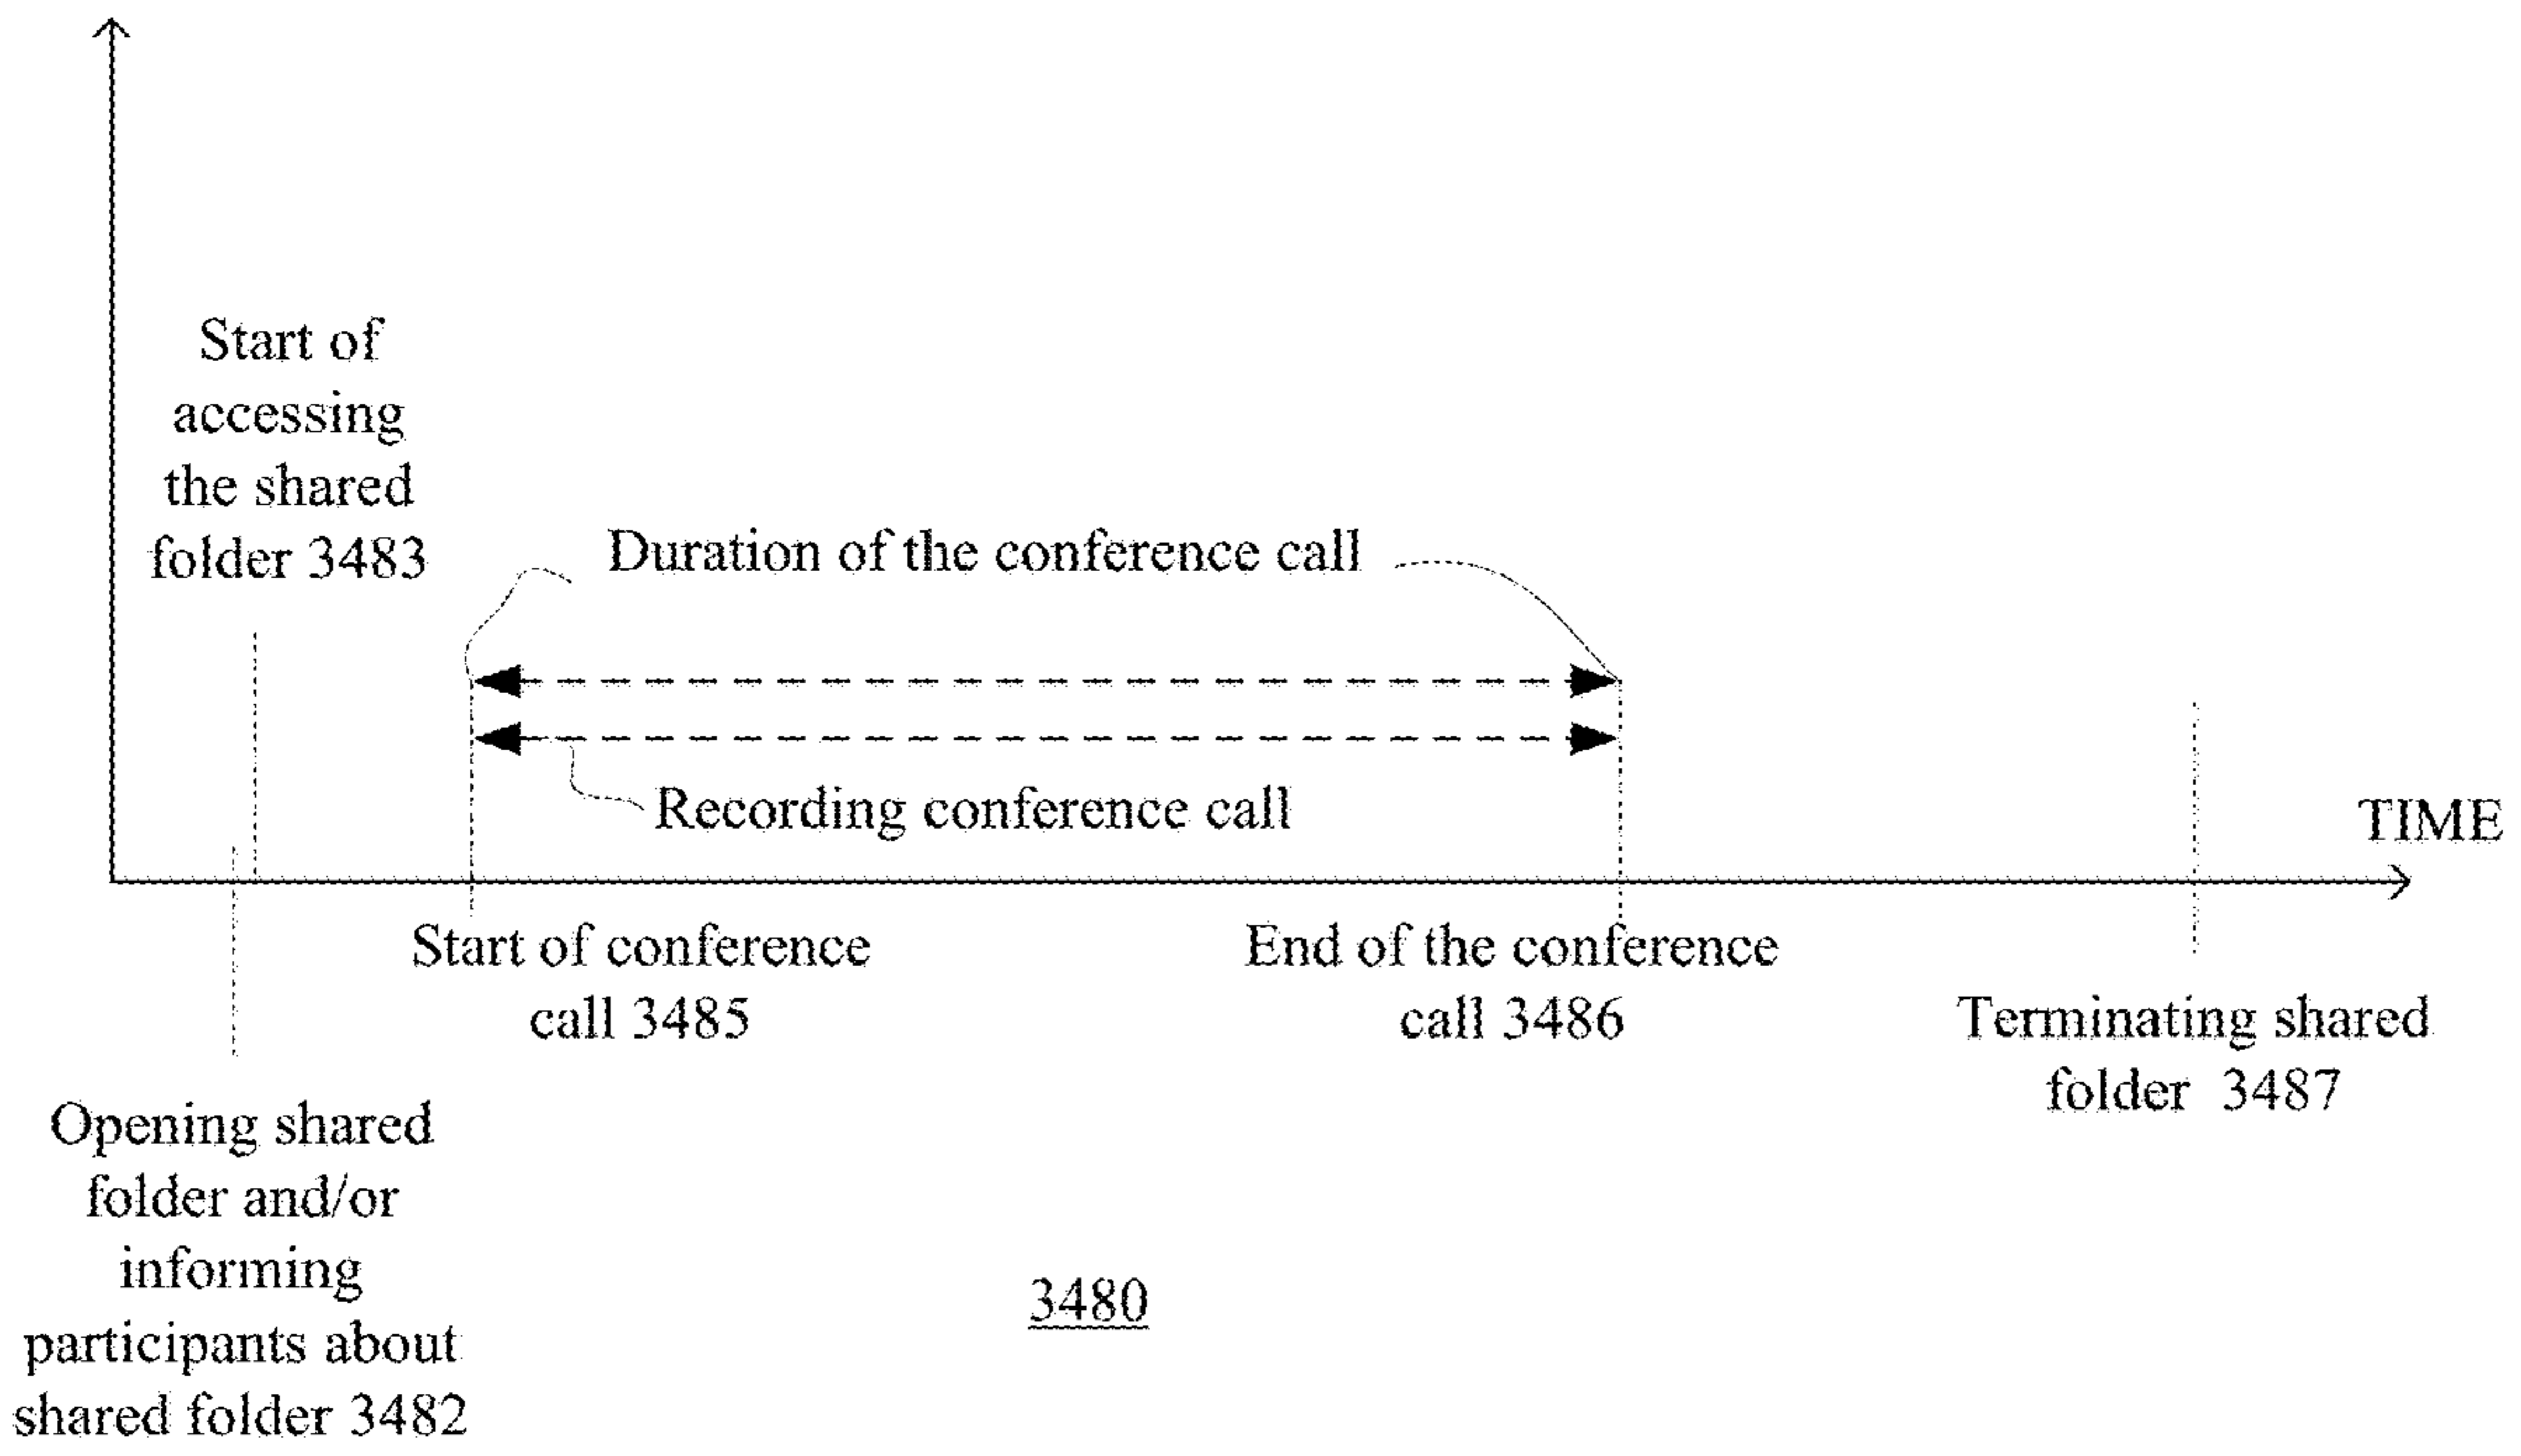 Start of
accessing
the shared
folder 3483
Duration of the conference call
Recording conference call
TIME
Start of conference
call 3485
End of the conference
call 3486
Terminating shared
folder 3487
Opening shared
folder and/or
informing
participants about
shared folder 3482
3480